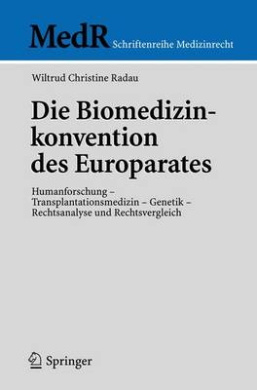 MedR Schriftenreihe Medizinrecht
Wiltrud Christine Radau
Die Biomedizin-
konvention
des Europarates
Humanforschung –
Transplantationsmedizin – Genetik –
Rechtsanalyse und Rechtsvergleich
Springer